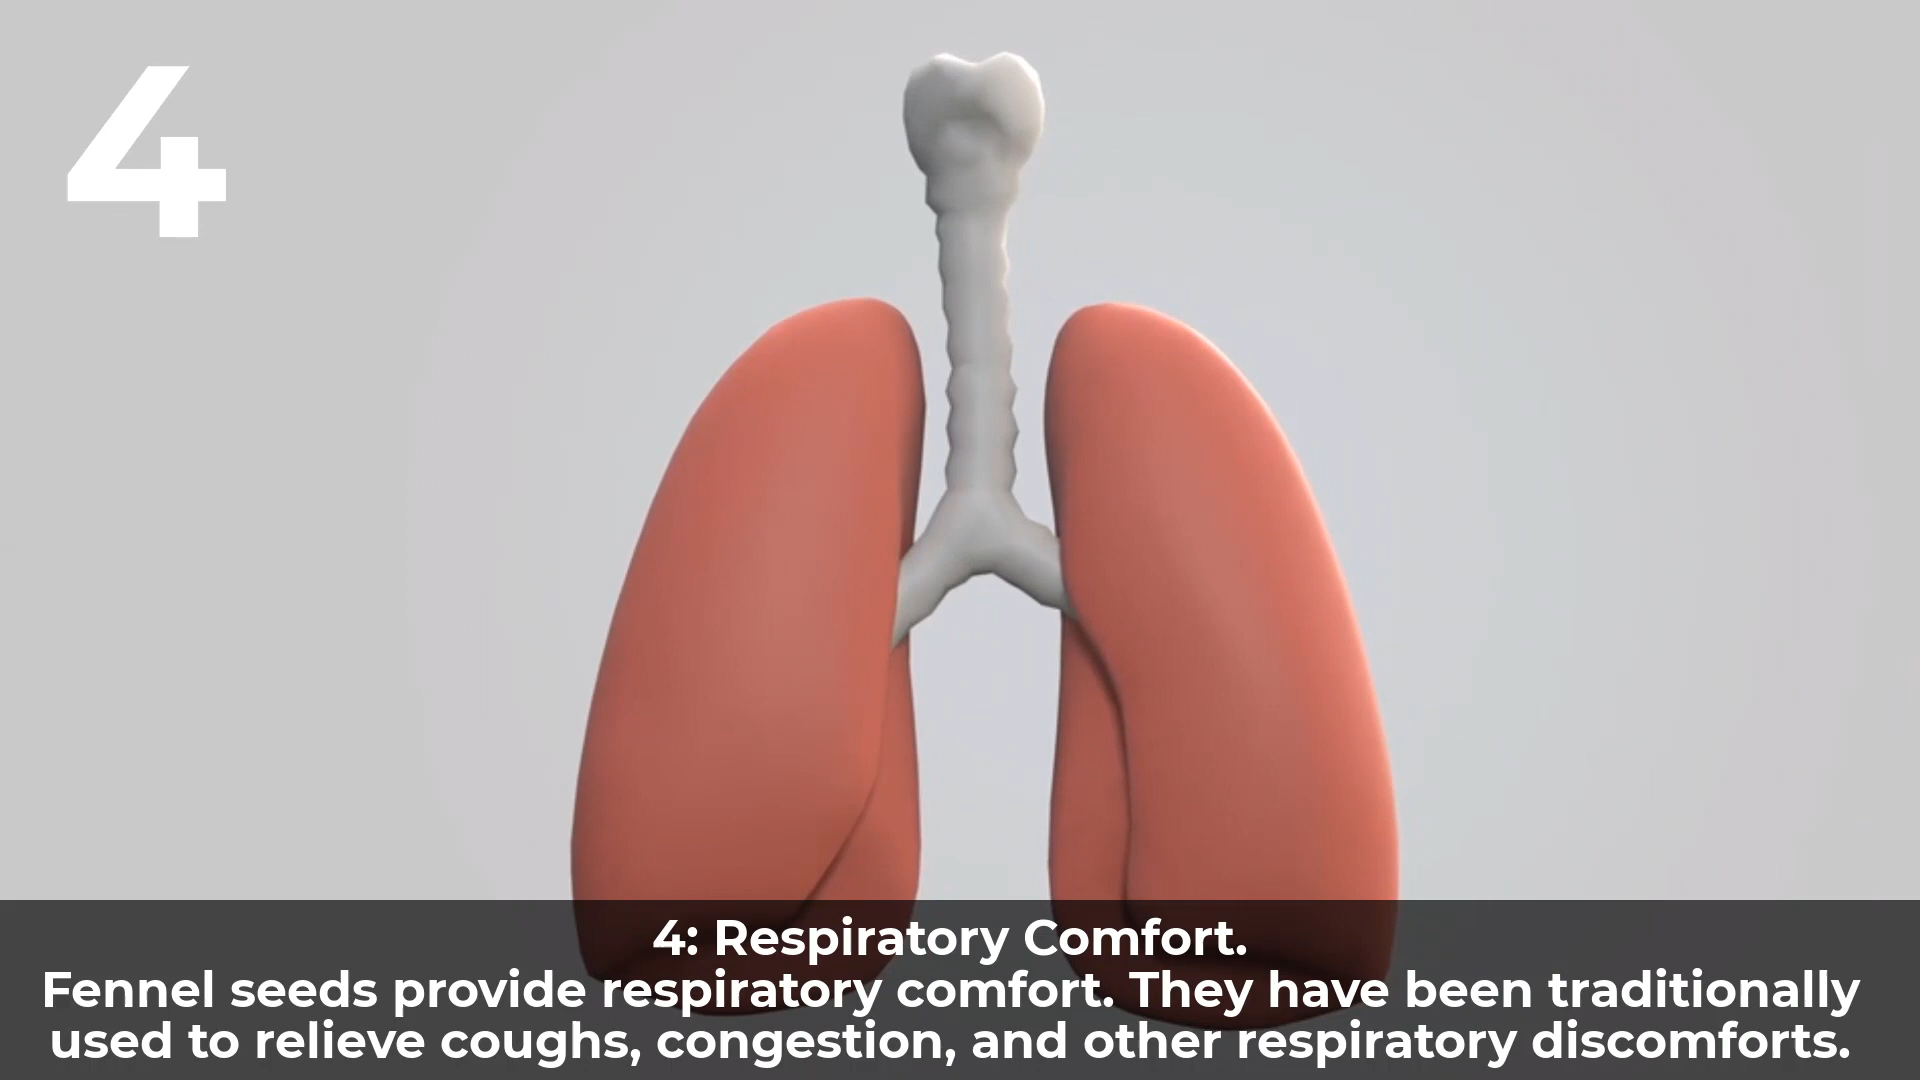 4
4: Respiratory Comfort.
Fennel seeds provide respiratory comfort. They have been traditionally
used to relieve coughs, congestion, and other respiratory discomforts.